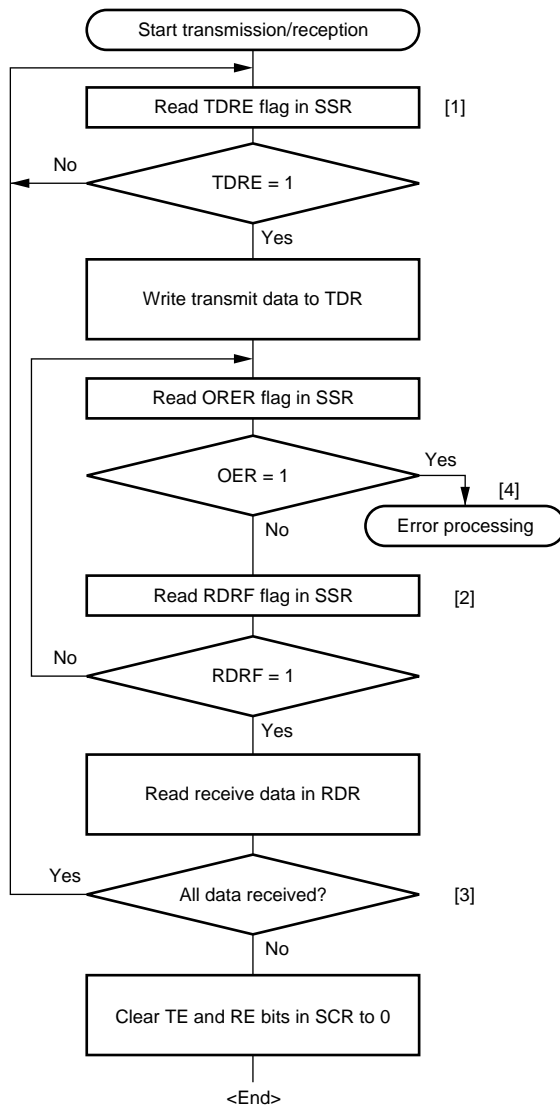 Start transmission/reception
Read TDRE flag in SSR [1]
No
TDRE = 1
Yes
Write transmit data to TDR
Read ORER flag in SSR
OER = 1
Yes
[4]
Error processing
No
Read RDRF flag in SSR [2]
No
RDRF = 1
Yes
Read receive data in RDR
Yes
All data received? [3]
No
Clear TE and RE bits in SCR to 0
<End>